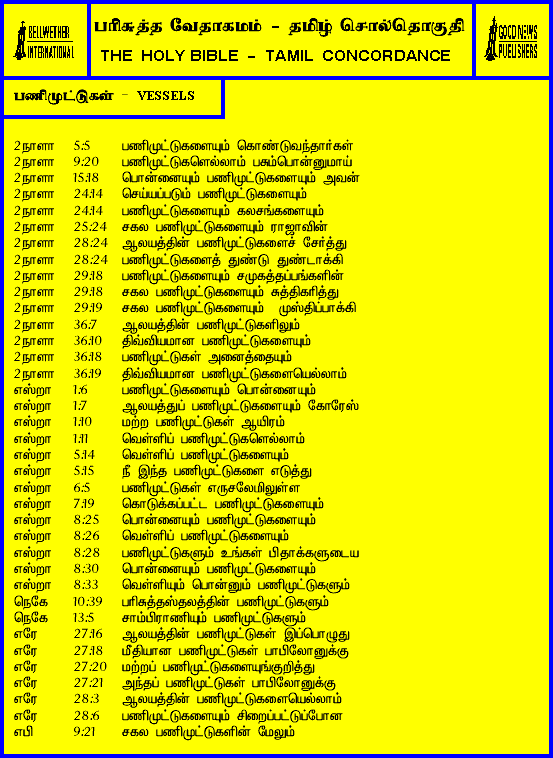 BELLWETHER
INTERNATIONAL
பரிசுத்த வேதாகமம் - தமிழ் சொல்தொகுதி
THE HOLY BIBLE - TAMIL CONCORDANCE
GOOD NEWS
PUBLISHERS
பணிமுட்டுகள் - VESSELS
2நாளா 5:5 பணிமுட்டுகளையும் கொண்டுவந்தார்கள்
2நாளா 9:20 பணிமுட்டுகளெல்லாம் பசும்பொன்னுமாய்
2நாளா 15:18 பொன்னையும் பணிமுட்டுகளையும் அவன்
2நாளா 24:14 செய்யப்படும் பணிமுட்டுகளையும்
2நாளா 24:14 பணிமுட்டுகளையும் கலசங்களையும்
2நாளா 25:24 சகல பணிமுட்டுகளையும் ராஜாவின்
2நாளா 28:24 ஆலயத்தின் பணிமுட்டுகளைச் சேர்த்து
2நாளா 28:24 பணிமுட்டுகளைத் துண்டு துண்டாக்கி
2நாளா 29:18 பணிமுட்டுகளையும் சமுகத்தப்பங்களின்
2நாளா 29:18 சகல பணிமுட்டுகளையும் சுத்திகரித்து
2நாளா 29:19 சகல பணிமுட்டுகளையும் முஸ்திப்பாக்கி
2நாளா 36:7 ஆலயத்தின் பணிமுட்டுகளிலும்
2நாளா 36:10 திவ்வியமான பணிமுட்டுகளையும்
2நாளா 36:18 பணிமுட்டுகள் அனைத்தையும்
2நாளா 36:19 திவ்வியமான பணிமுட்டுகளையெல்லாம்
எஸ்றா 1:6 பணிமுட்டுகளையும் பொன்னையும்
எஸ்றா 1:7 ஆலயத்துப் பணிமுட்டுகளையும் கோரேஸ்
எஸ்றா 1:10 மற்ற பணிமுட்டுகள் ஆயிரம்
எஸ்றா 1:11 வெள்ளிப் பணிமுட்டுகளெல்லாம்
எஸ்றா 5:14 வெள்ளிப் பணிமுட்டுகளையும்
எஸ்றா 5:15 நீ இந்த பணிமுட்டுகளை எடுத்து
எஸ்றா 6:5 பணிமுட்டுகள் எருசலேமிலுள்ள
எஸ்றா 7:19 கொடுக்கப்பட்ட பணிமுட்டுகளையும்
எஸ்றா 8:25 பொன்னையும் பணிமுட்டுகளையும்
எஸ்றா 8:26 வெள்ளிப் பணிமுட்டுகளையும்
எஸ்றா 8:28 பணிமுட்டுகளும் உங்கள் பிதாக்களுடைய
எஸ்றா 8:30 பொன்னையும் பணிமுட்டுகளையும்
எஸ்றா 8:33 வெள்ளியும் பொன்னும் பணிமுட்டுகளும்
நெகே 10:39 பரிசுத்தஸ்தலத்தின் பணிமுட்டுகளும்
நெகே 13:5 சாம்பிராணியும் பணிமுட்டுகளும்
எரே 27:16 ஆலயத்தின் பணிமுட்டுகள் இப்பொழுது
எரே 27:18 மீதியான பணிமுட்டுகள் பாபிலோனுக்கு
எரே 27:20 மற்றப் பணிமுட்டுகளையுங்குறித்து
எரே 27:21 அந்தப் பணிமுட்டுகள் பாபிலோனுக்கு
எரே 28:3 ஆலயத்தின் பணிமுட்டுகளையெல்லாம்
எரே 28:6 பணிமுட்டுகளையும் சிறைப்பட்டுப்போன
எபி 9:21 சகல பணிமுட்டுகளின் மேலும்